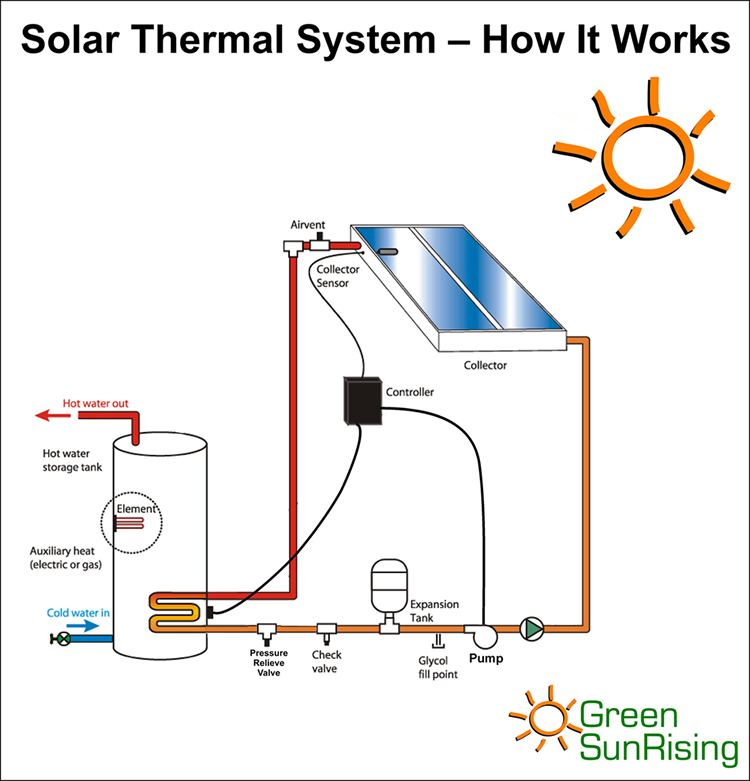 Solar Thermal System – How It Works
Airvent
Collector
Sensor
Collector
Controller
Hot water out
Hot water
storage tank
Element
Auxiliary heat
(electric or gas)
Cold water in
Expansion
Tank
Pressure
Relieve
Valve
Check
valve
Glycol
fill point
Pump
Green
SunRising